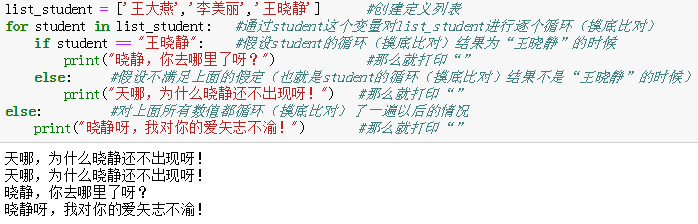 list_student = ['王大燕','李美丽','王晓静']      #创建定义列表
for student in list_student:   #通过student这个变量对list_student进行逐个循环（摸底比对）
    if student == "王晓静":   #假设student的循环（摸底比对）结果为“王晓静”的时候
        print("晓静，你去哪里了呀？")      #那么就打印“”
    else:     #假设不满足上面的假定（也就是student的循环（摸底比对）结果不是“王晓静”的时候）
        print("天哪，为什么晓静还不出现呀！")   #那么就打印“”
else:         #对上面所有数值都循环（摸底比对）了一遍以后的情况
    print("晓静呀，我对你的爱矢志不渝！")      #那么就打印“”
天哪，为什么晓静还不出现呀！
天哪，为什么晓静还不出现呀！
晓静，你去哪里了呀？
晓静呀，我对你的爱矢志不渝！